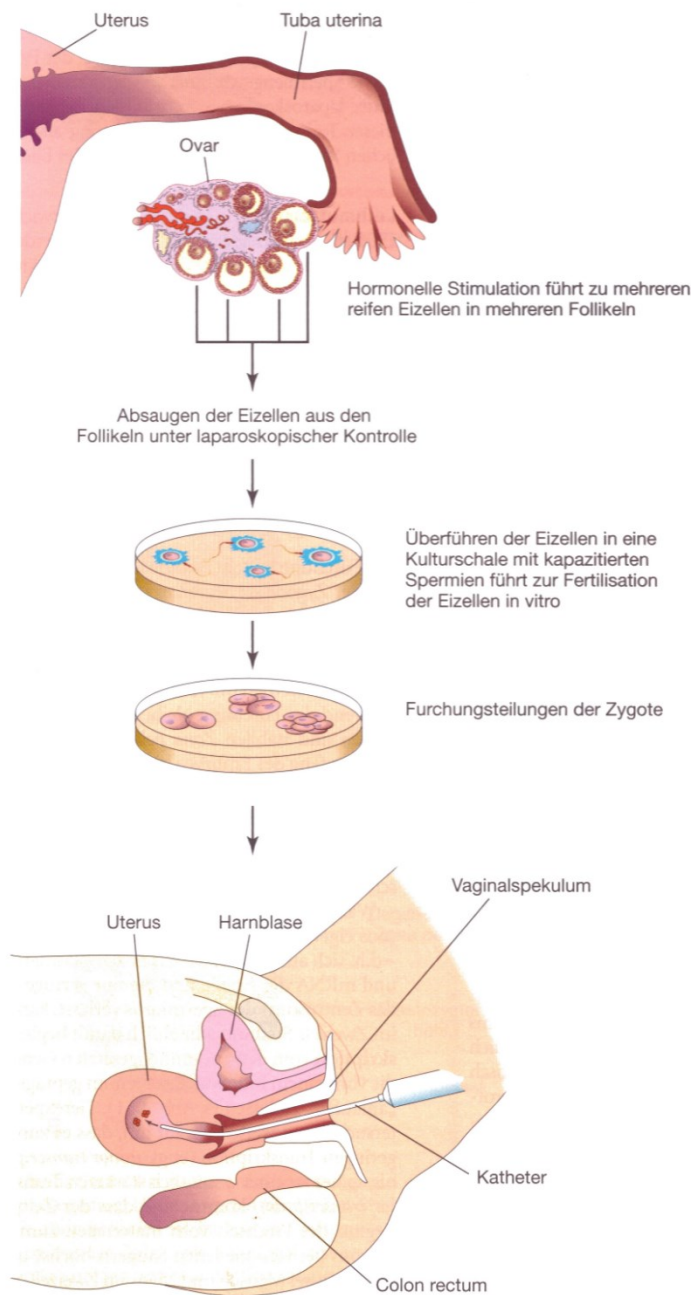 Uterus
Tuba uterina
Ovar
Hormonelle Stimulation führt zu mehreren
reifen Eizellen in mehreren Follikeln
Absaugen der Eizellen aus den
Follikeln unter laparoskopischer Kontrolle
Überführen der Eizellen in eine
Kulturschale mit kapazitierten
Spermien führt zur Fertilisation
der Eizellen in vitro
Furchungsteilungen der Zygote
Vaginalspekulum
Uterus
Harnblase
Katheter
Colon rectum